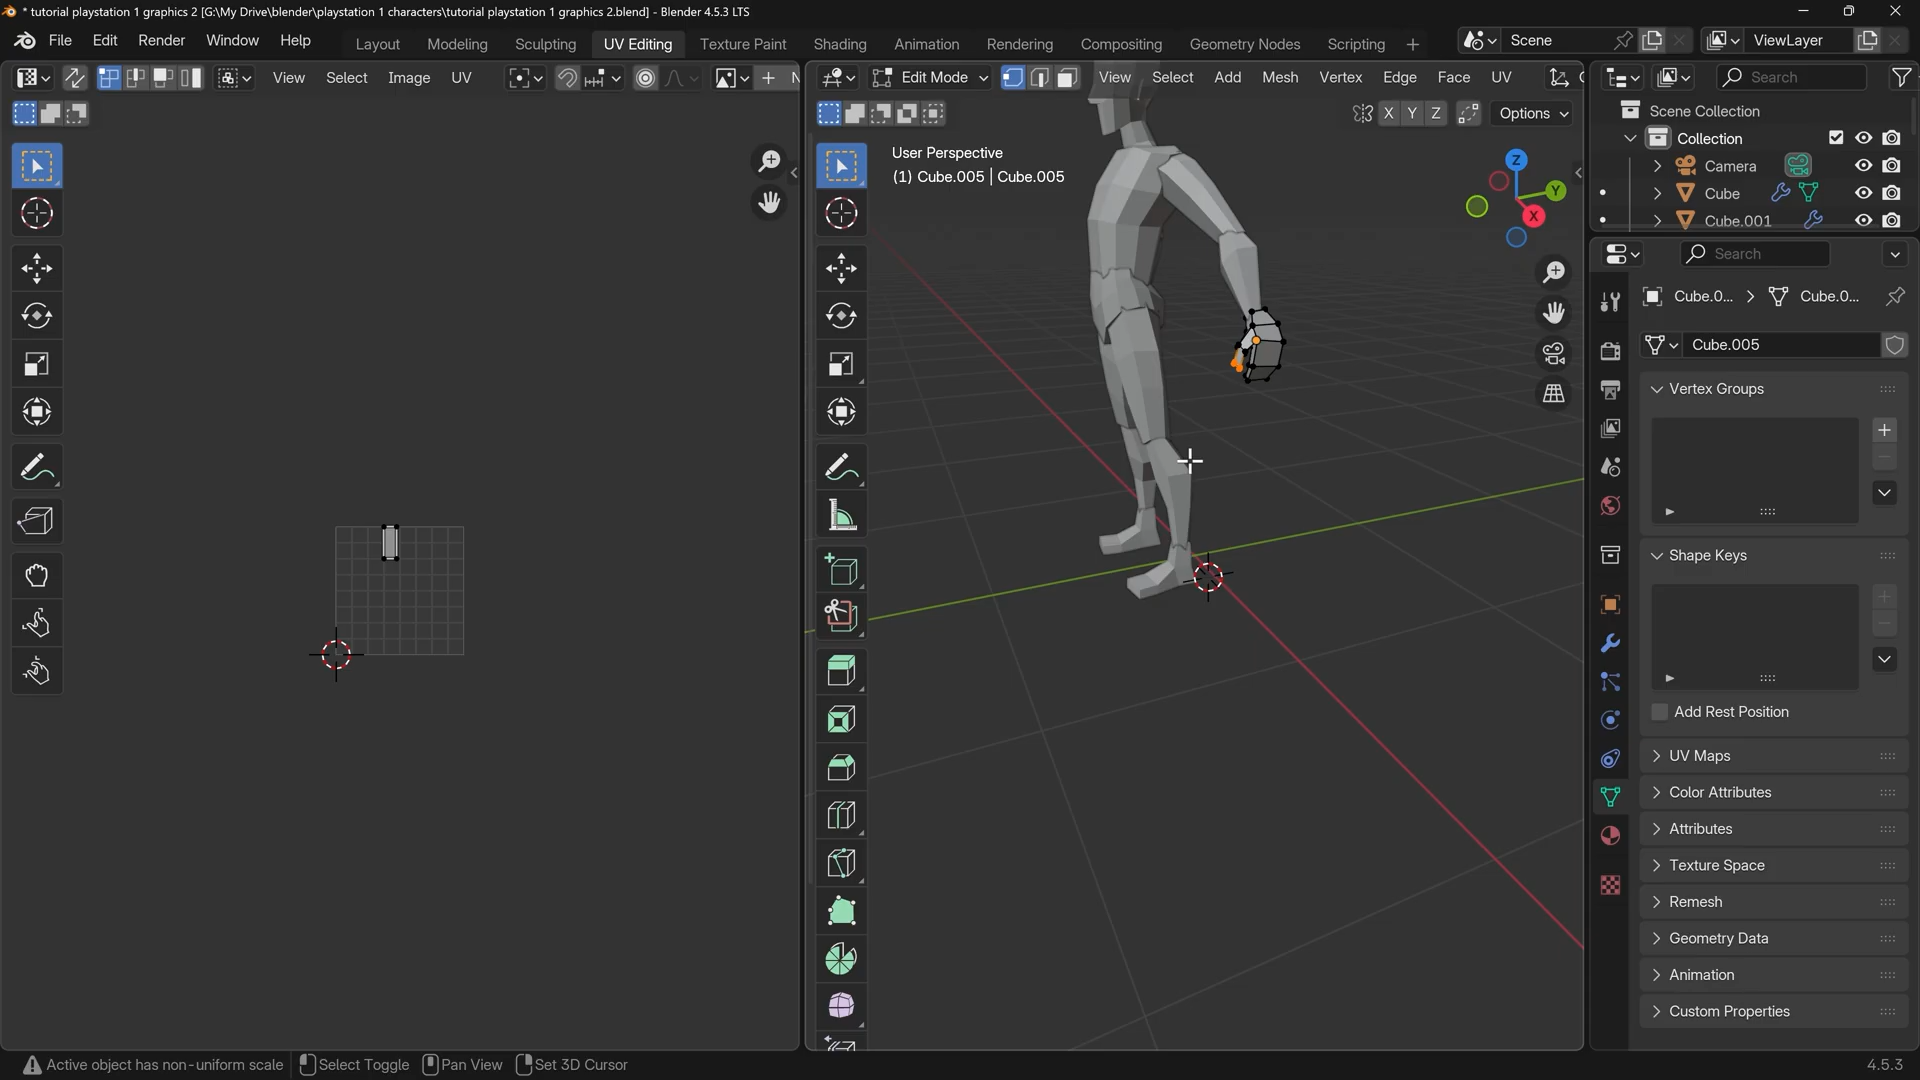 * tutorial playstation 1 graphics 2 [G:\My Drive\blender\playstation 1 characters\tutorial playstation 1 graphics 2.blend] - Blender 4.5.3 LTS
File Edit Render Window Help Layout Modeling Sculpting UV Editing Texture Paint Shading Animation Rendering Compositing Geometry Nodes Scripting + Scene ViewLayer
View Select Image UV
Edit Mode View Select Add Mesh Vertex Edge Face UV
Search
X Y Z Options
Scene Collection
Collection
User Perspective
(1) Cube.005 | Cube.005
Z
Y
X
Camera
Cube
Cube.001
Search
Cube.0... > Cube.0...
Cube.005
Vertex Groups
Shape Keys
Add Rest Position
UV Maps
Color Attributes
Attributes
Texture Space
Remesh
Geometry Data
Animation
Custom Properties
Active object has non-uniform scale Select Toggle Pan View Set 3D Cursor 4.5.3